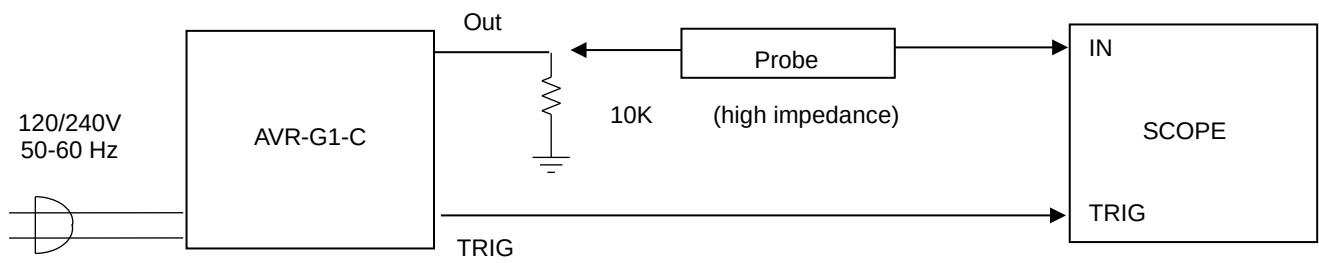 Out
Probe
IN
10K
(high impedance)
120/240V
50-60 Hz
AVR-G1-C
SCOPE
TRIG
TRIG